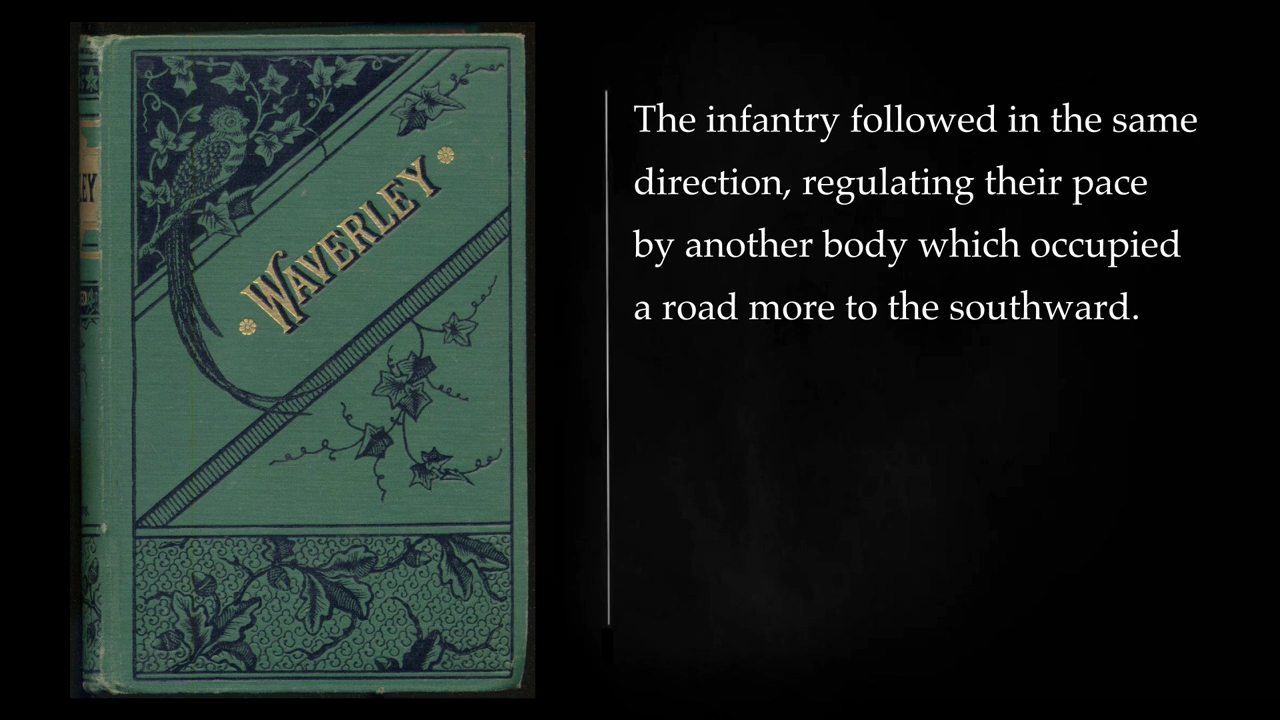 WAVERLEY
The infantry followed in the same
direction, regulating their pace
by another body which occupied
a road more to the southward.